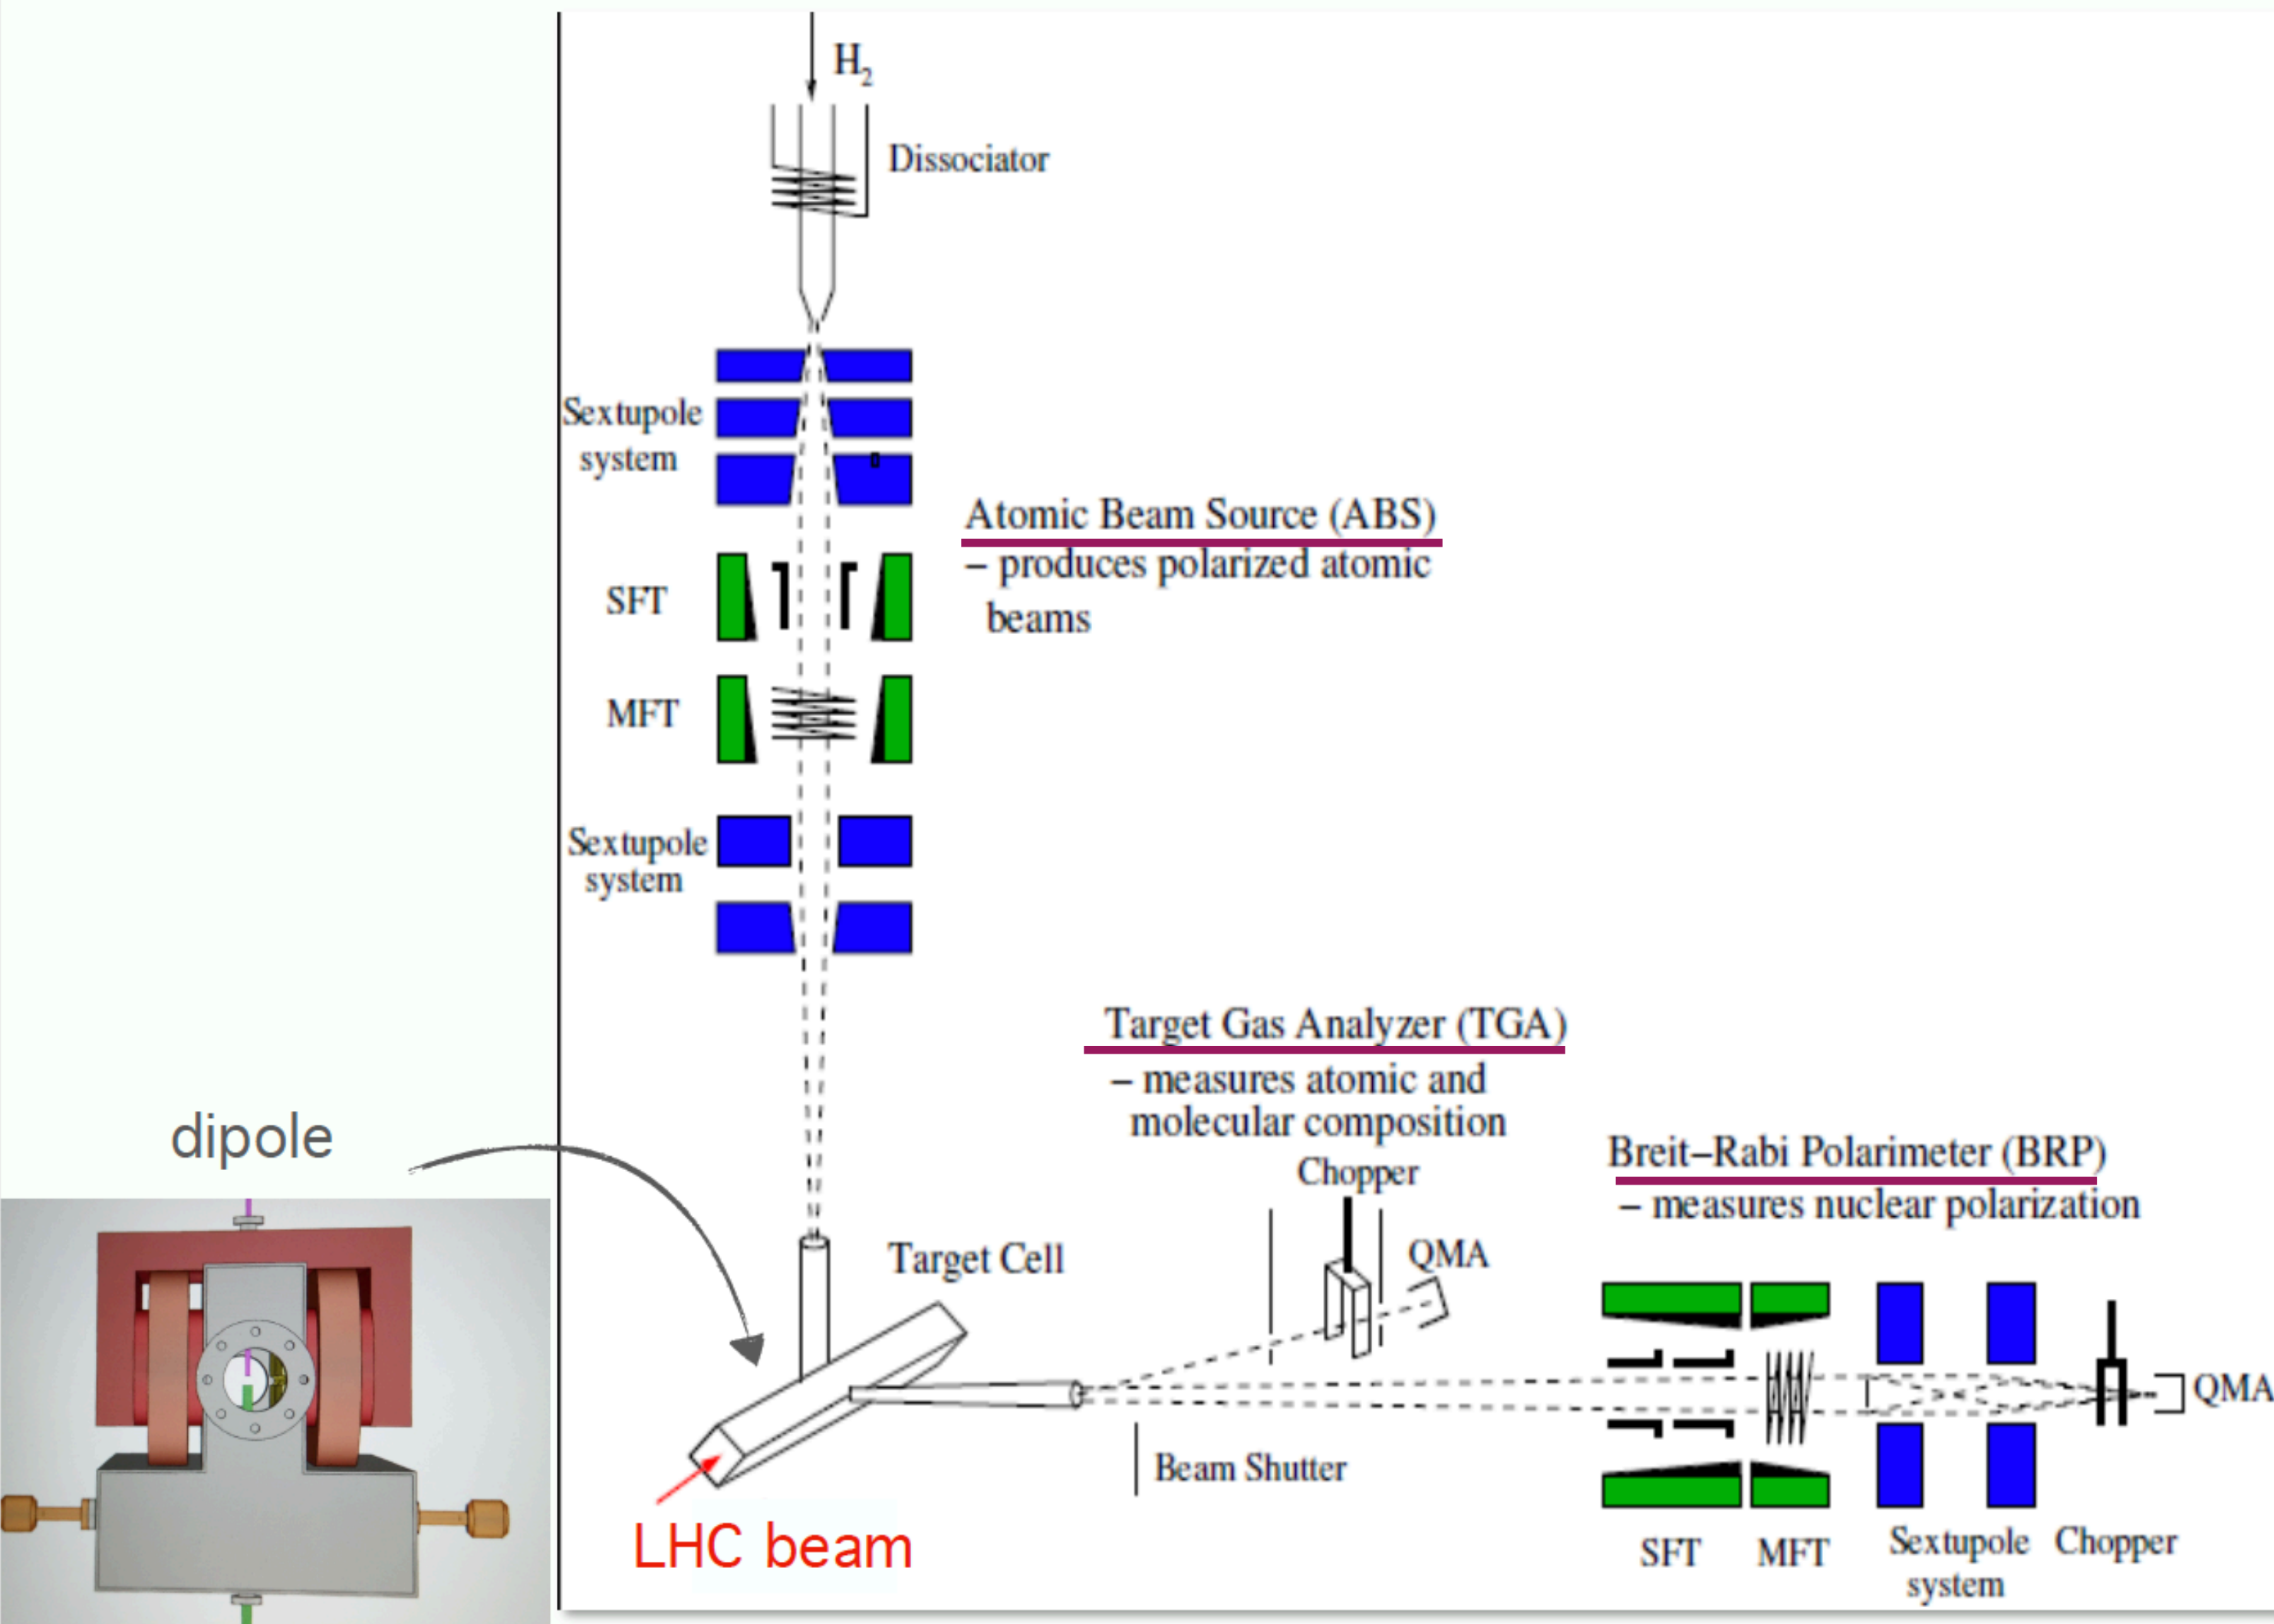 H2
Dissociator
Sextupole
system
Atomic Beam Source (ABS)
– produces polarized atomic
beams
SFT
MFT
Sextupole
system
Target Gas Analyzer (TGA)
– measures atomic and
molecular composition
dipole
Breit–Rabi Polarimeter (BRP)
– measures nuclear polarization
Chopper
QMA
Target Cell
QMA
Beam Shutter
LHC beam
SFT
MFT
Sextupole
system
Chopper